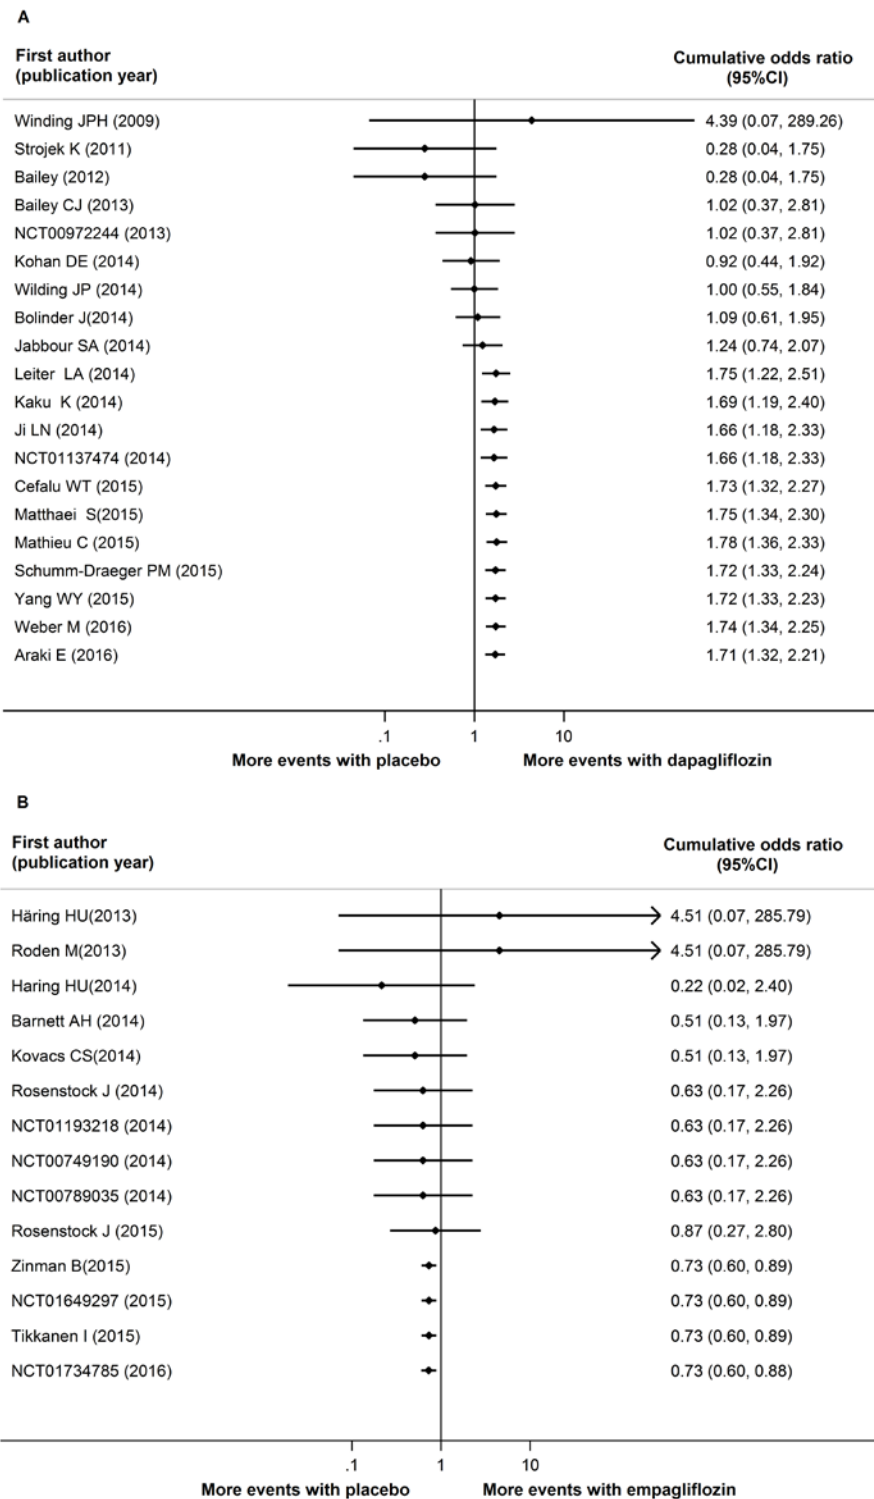 A
First author
(publication year)
Cumulative odds ratio
(95%CI)
Winding JPH (2009) 4.39 (0.07, 289.26)
Strojek K (2011) 0.28 (0.04, 1.75)
Bailey (2012) 0.28 (0.04, 1.75)
Bailey CJ (2013) 1.02 (0.37, 2.81)
NCT00972244 (2013) 1.02 (0.37, 2.81)
Kohan DE (2014) 0.92 (0.44, 1.92)
Wilding JP (2014) 1.00 (0.55, 1.84)
Bolinder J(2014) 1.09 (0.61, 1.95)
Jabbour SA (2014) 1.24 (0.74, 2.07)
Leiter  LA (2014) 1.75 (1.22, 2.51)
Kaku  K (2014) 1.69 (1.19, 2.40)
Ji LN (2014) 1.66 (1.18, 2.33)
NCT01137474 (2014) 1.66 (1.18, 2.33)
Cefalu WT (2015) 1.73 (1.32, 2.27)
Matthaei  S(2015) 1.75 (1.34, 2.30)
Mathieu C (2015) 1.78 (1.36, 2.33)
Schumm-Draeger PM (2015) 1.72 (1.33, 2.24)
Yang WY (2015) 1.72 (1.33, 2.23)
Weber M (2016) 1.74 (1.34, 2.25)
Araki E (2016) 1.71 (1.32, 2.21)
.1 1 10
More events with placebo More events with dapagliflozin
B
First author
(publication year)
Cumulative odds ratio
(95%CI)
Häring HU(2013) 4.51 (0.07, 285.79)
Roden M(2013) 4.51 (0.07, 285.79)
Haring HU(2014) 0.22 (0.02, 2.40)
Barnett AH (2014) 0.51 (0.13, 1.97)
Kovacs CS(2014) 0.51 (0.13, 1.97)
Rosenstock J (2014) 0.63 (0.17, 2.26)
NCT01193218 (2014) 0.63 (0.17, 2.26)
NCT00749190 (2014) 0.63 (0.17, 2.26)
NCT00789035 (2014) 0.63 (0.17, 2.26)
Rosenstock J (2015) 0.87 (0.27, 2.80)
Zinman B(2015) 0.73 (0.60, 0.89)
NCT01649297 (2015) 0.73 (0.60, 0.89)
Tikkanen I (2015) 0.73 (0.60, 0.89)
NCT01734785 (2016) 0.73 (0.60, 0.88)
.1 1 10
More events with placebo More events with empagliflozin